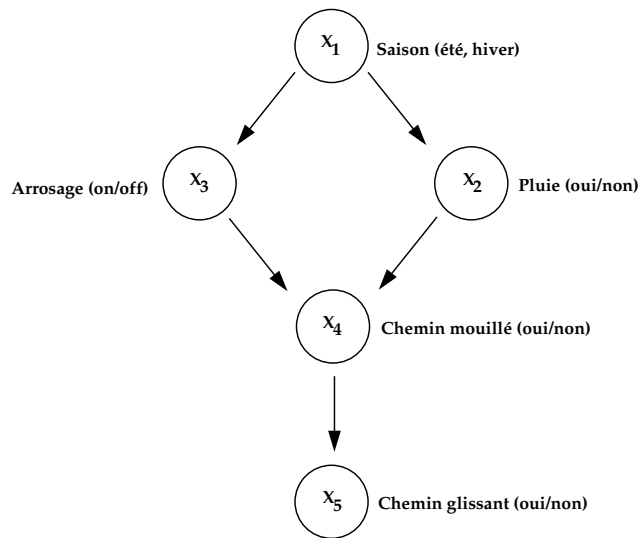 X1 Saison (été, hiver)
Arrosage (on/off) X3 X2 Pluie (oui/non)
X4 Chemin mouillé (oui/non)
X5 Chemin glissant (oui/non)